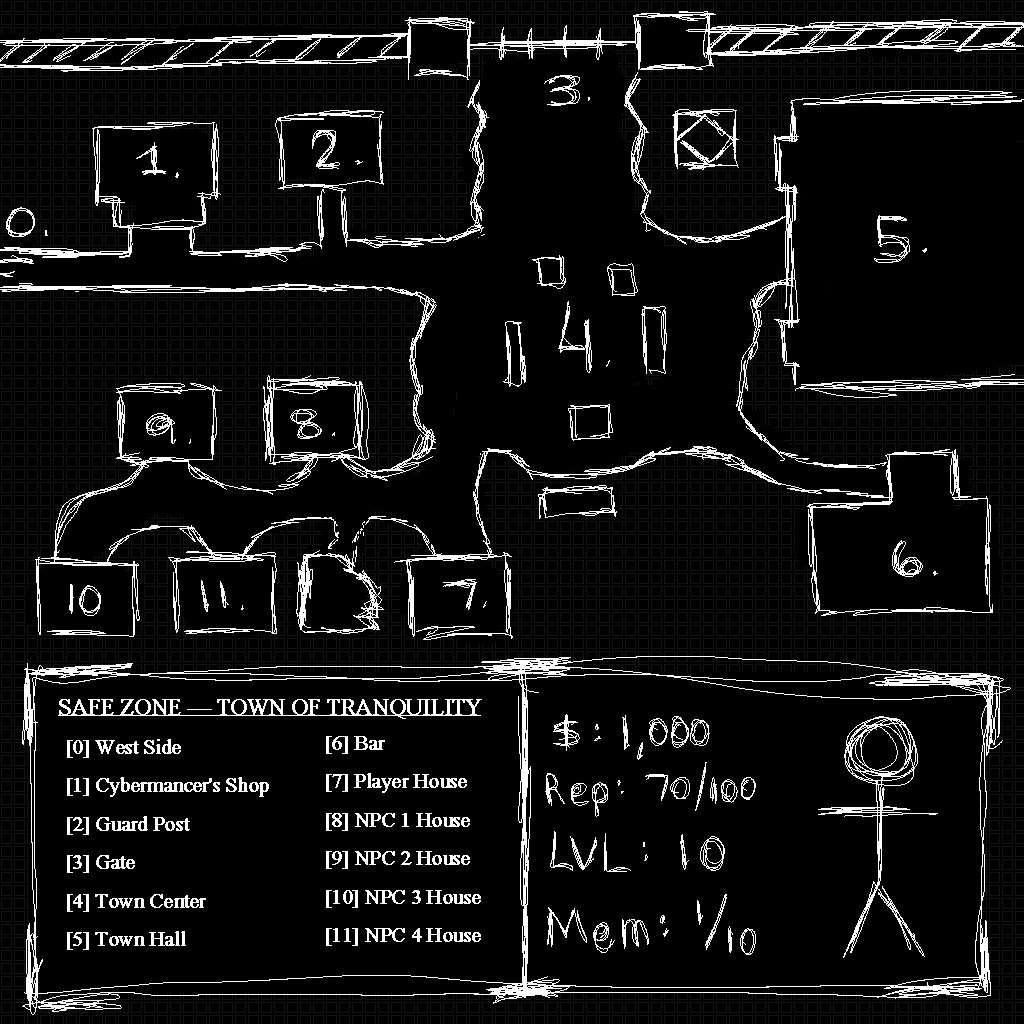 3.
1.
2.
0.
5.
4.
9.
8.
6.
10
11.
7.
SAFE ZONE — TOWN OF TRANQUILITY
[0] West Side
[1] Cybermancer's Shop
[2] Guard Post
[3] Gate
[4] Town Center
[5] Town Hall
[6] Bar
[7] Player House
[8] NPC 1 House
[9] NPC 2 House
[10] NPC 3 House
[11] NPC 4 House
$: 1,000
Rep: 70/100
LVL: 10
Mem: 1/10